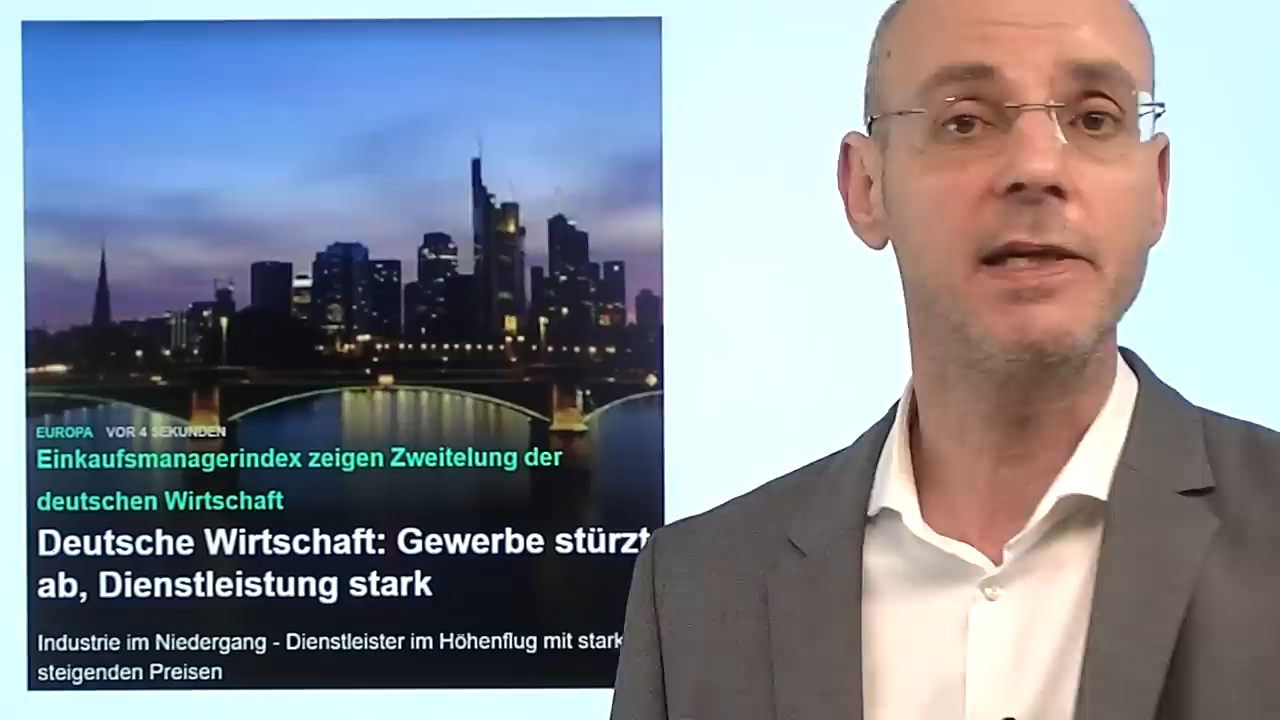 EUROPA VOR 4 SEKUNDEN
Einkaufsmanagerindex zeigen Zweitelung der
deutschen Wirtschaft
Deutsche Wirtschaft: Gewerbe stürzt
ab, Dienstleistung stark
Industrie im Niedergang - Dienstleister im Höhenflug mit stark
steigenden Preisen